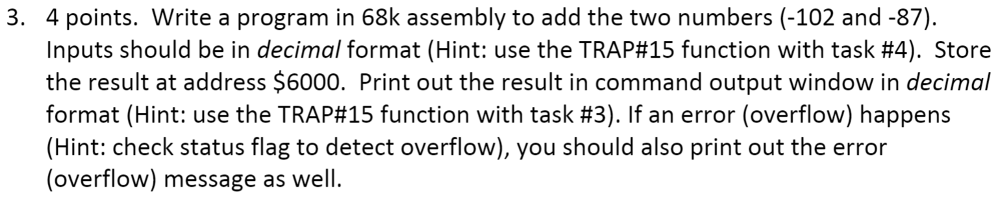 3. 4 points. Write a program in 68k assembly to add the two numbers (-102 and -87).
Inputs should be in decimal format (Hint: use the TRAP#15 function with task #4). Store
the result at address $6000. Print out the result in command output window in decimal
format (Hint: use the TRAP#15 function with task #3). If an error (overflow) happens
(Hint: check status flag to detect overflow), you should also print out the error
(overflow) message as well.